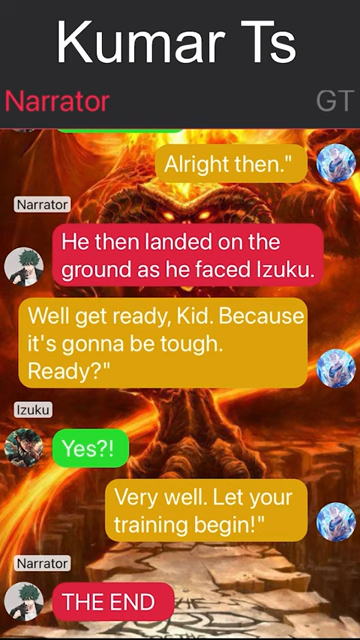 Kumar Ts
Narrator
GT
Alright then."
Narrator
He then landed on the
ground as he faced Izuku.
Well get ready, Kid. Because
it's gonna be tough.
Ready?"
Izuku
Yes?!
Very well. Let your
training begin!"
Narrator
THE END